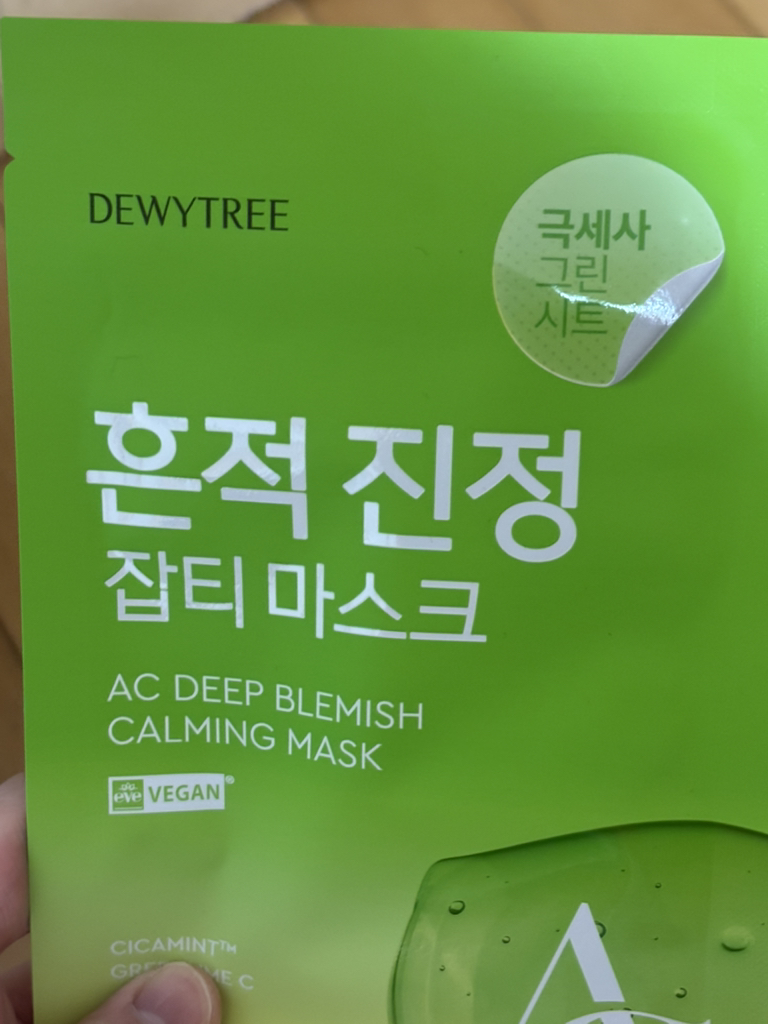 DEWYTREE
극세사
그린
시트
흔적 진정
잡티 마스크
AC DEEP BLEMISH
CALMING MASK
eve VEGAN®
CICAMINT™
C
A